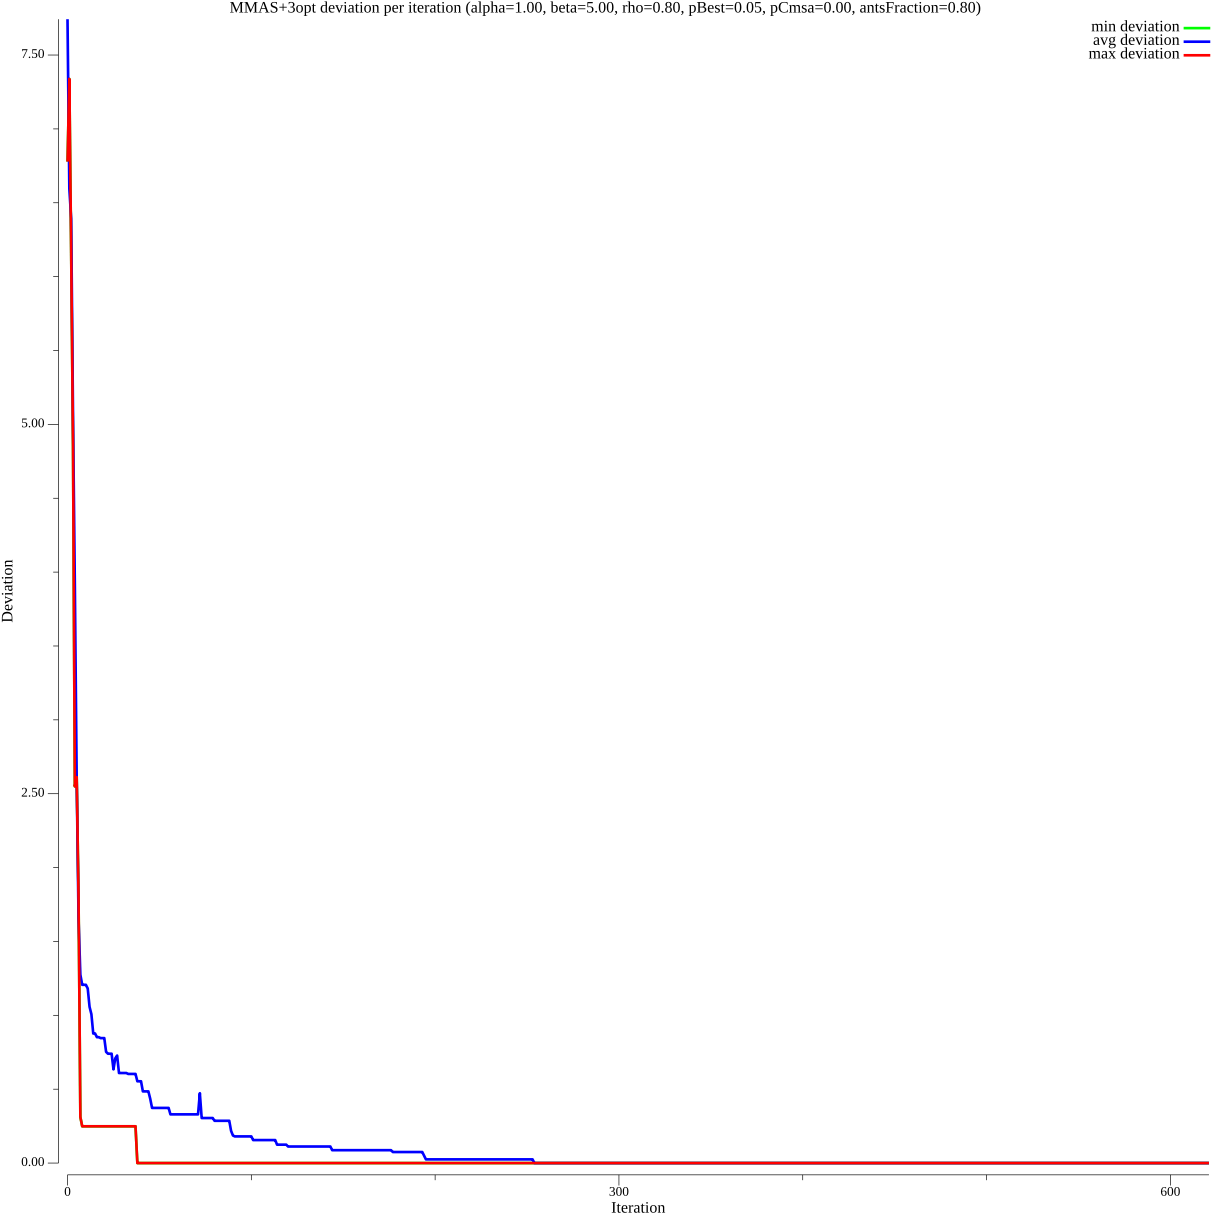 MMAS+3opt deviation per iteration (alpha=1.00, beta=5.00, rho=0.80, pBest=0.05, pCmsa=0.00, antsFraction=0.80)
min deviation
avg deviation
max deviation
7.50
5.00
2.50
0.00
Deviation
0
300
600
Iteration